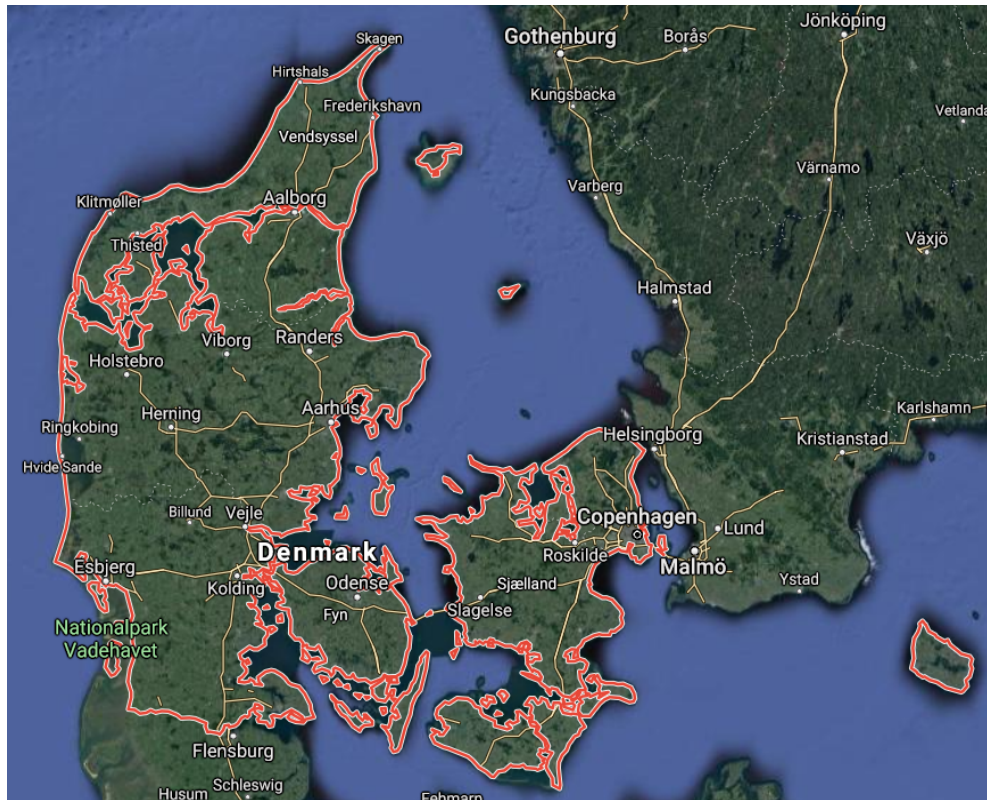 Jönköping
Skagen
Gothenburg
Borås
Hirtshals
Kungsbacka
Frederikshavn
Vetlanda
Vendsyssel
Värnamo
Klitmøller
Aalborg
Varberg
Thisted
Växjö
Halmstad
Viborg
Randers
Holstebro
Herning
Aarhus
Karlshamn
Ringkobing
Helsingborg
Kristianstad
Hvide Sande
Billund
Vejle
Copenhagen
Lund
Denmark
Roskilde
Malmö
Esbjerg
Kolding
Odense
Sjælland
Ystad
Fyn
Slagelse
Nationalpark
Vadehavet
Flensburg
Schleswig
Husum
Fehmarn